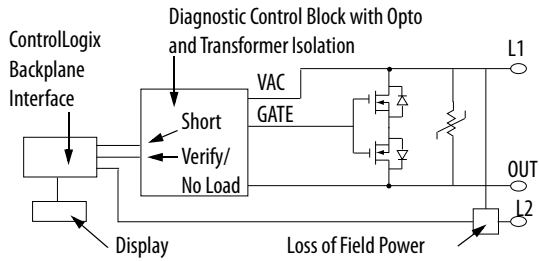 Diagnostic Control Block with Opto
and Transformer Isolation
ControlLogix
Backplane
Interface
L1
VAC
GATE
Short
Verify/
No Load
OUT
L2
Display
Loss of Field Power